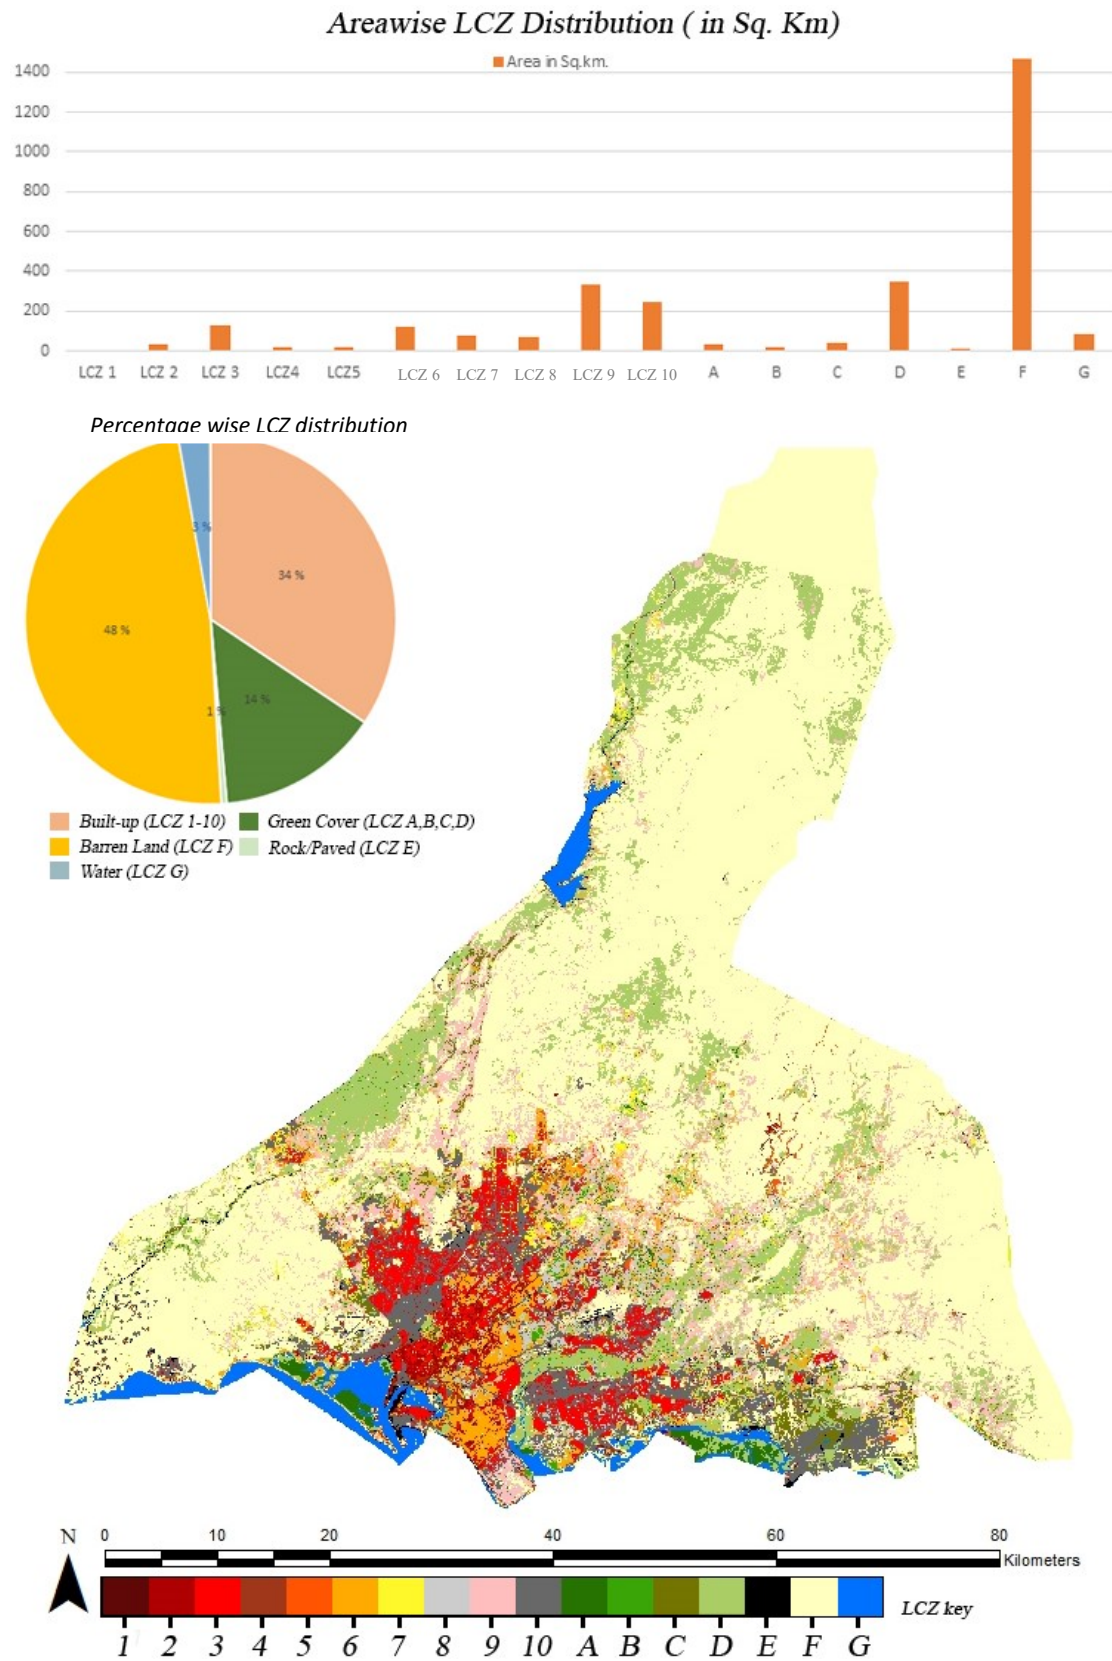 Areawise LCZ Distribution ( in Sq. Km)
Area in Sq.km.
1400
1200
1000
800
600
400
200
0
LCZ 1 LCZ 2 LCZ 3 LCZ4 LCZ5 LCZ 6 LCZ 7 LCZ 8 LCZ 9 LCZ 10 A B C D E F G
Percentage wise LCZ distribution
3 %
34 %
48 %
14 %
1 %
Built-up (LCZ 1-10) Green Cover (LCZ A,B,C,D)
Barren Land (LCZ F) Rock/Paved (LCZ E)
Water (LCZ G)
N 0 10 20 40 60 80
Kilometers
LCZ key
1 2 3 4 5 6 7 8 9 10 A B C D E F G